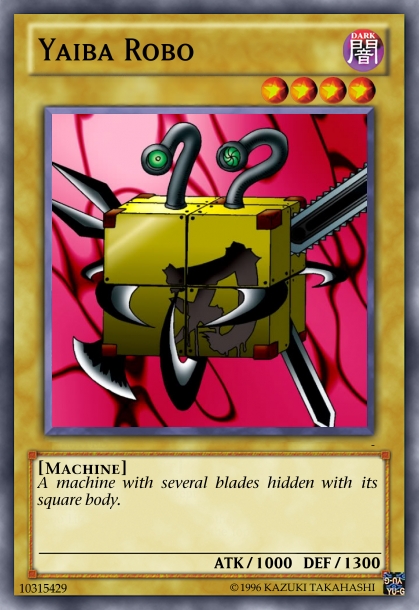 YAIBA ROBO
DARK
闇
[MACHINE]
A machine with several blades hidden with its
square body.
ATK/1000 DEF/1300
10315429
©1996 KAZUKI TAKAHASHI